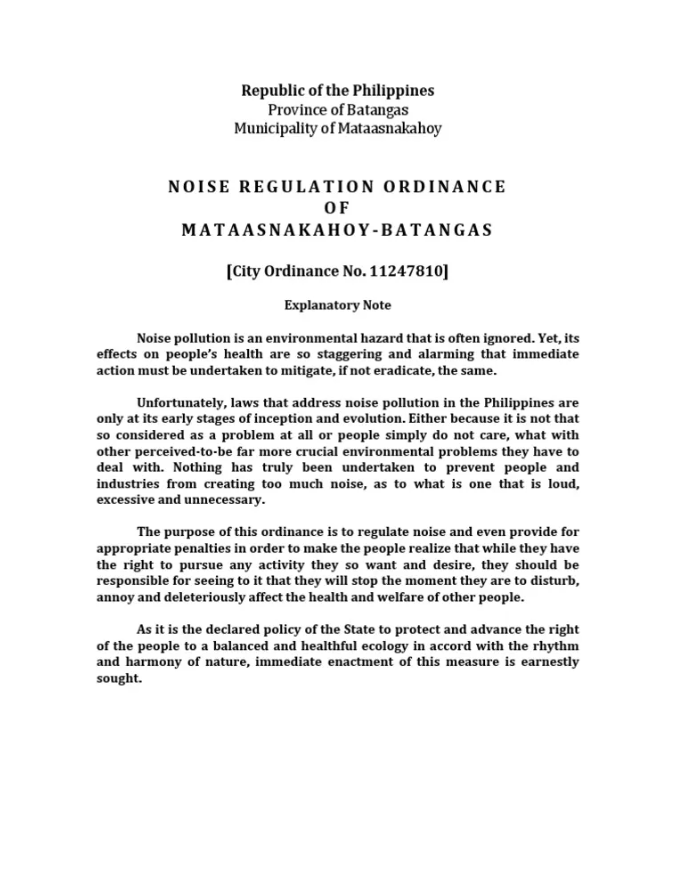 Republic of the Philippines
Province of Batangas
Municipality of Mataasnakahoy
NOISE REGULATION ORDINANCE
OF
MATAASNAKAHOY-BATANGAS
[City Ordinance No. 11247810]
Explanatory Note
Noise pollution is an environmental hazard that is often ignored. Yet, its
effects on people's health are so staggering and alarming that immediate
action must be undertaken to mitigate, if not eradicate, the same.
Unfortunately, laws that address noise pollution in the Philippines are
only at its early stages of inception and evolution. Either because it is not that
so considered as a problem at all or people simply do not care, what with
other perceived-to-be far more crucial environmental problems they have to
deal with. Nothing has truly been undertaken to prevent people and
industries from creating too much noise, as to what is one that is loud,
excessive and unnecessary.
The purpose of this ordinance is to regulate noise and even provide for
appropriate penalties in order to make the people realize that while they have
the right to pursue any activity they so want and desire, they should be
responsible for seeing to it that they will stop the moment they are to disturb,
annoy and deleteriously affect the health and welfare of other people.
As it is the declared policy of the State to protect and advance the right
of the people to a balanced and healthful ecology in accord with the rhythm
and harmony of nature, immediate enactment of this measure is earnestly
sought.